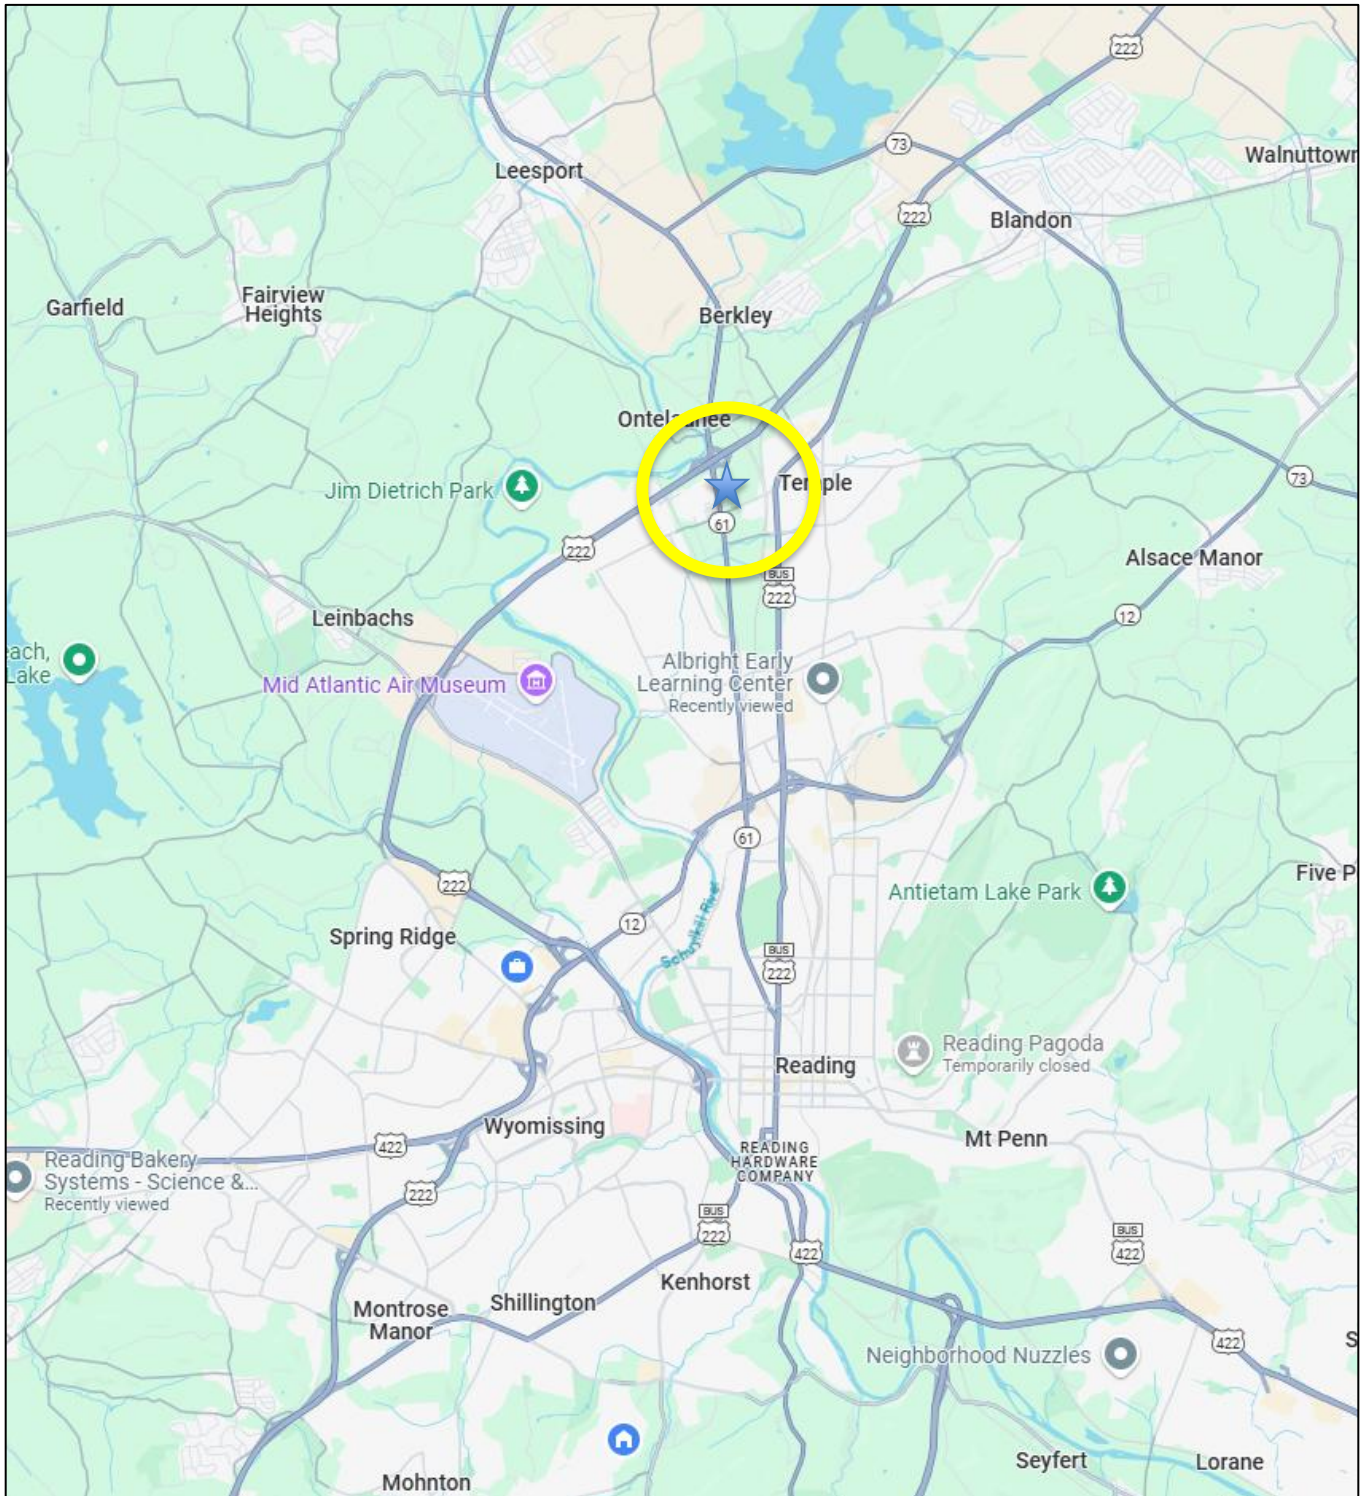 222
73
Leesport
Walnuttown
222
Blandon
Garfield
Fairview
Heights
Berkley
Ontelaunee
Jim Dietrich Park
Temple
73
61
222
Alsace Manor
BUS
222
12
Leinbachs
each,
Lake
Albright Early
Learning Center
Recently viewed
Mid Atlantic Air Museum
61
Five P
222
Antietam Lake Park
12
Schuylkill River
Spring Ridge
BUS
222
Reading Pagoda
Temporarily closed
Reading
Wyomissing
Mt Penn
422
READING
HARDWARE
COMPANY
Reading Bakery
Systems - Science &...
Recently viewed
222
BUS
222
BUS
422
422
Kenhorst
Shillington
Montrose
Manor
422
S
Neighborhood Nuzzles
Seyfert
Lorane
Mohnton